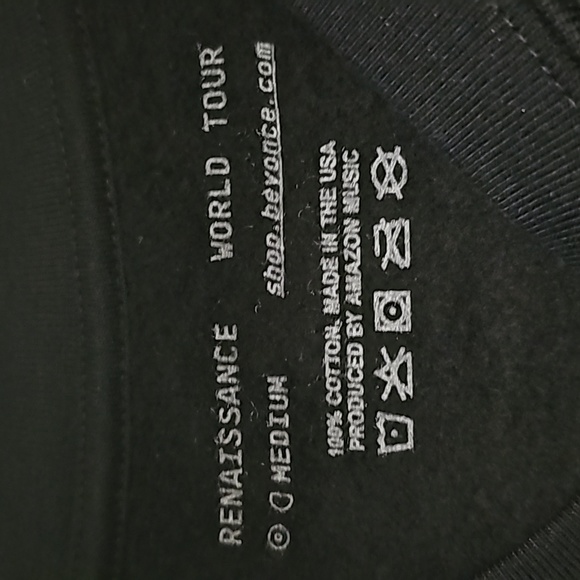 RENAISSANCE WORLD TOUR
MEDIUM shop.beyonce.com
100% COTTON. MADE IN THE USA
PRODUCED BY AMAZON MUSIC